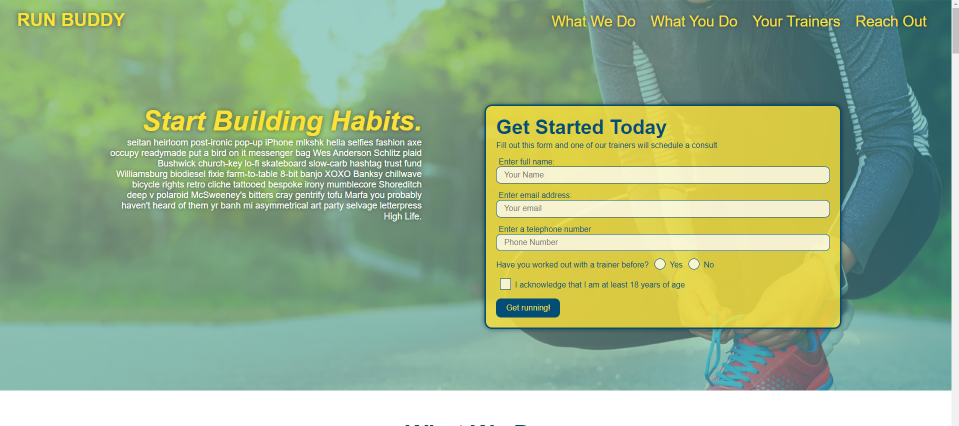 RUN BUDDY
What We Do
What You Do
Your Trainers
Reach Out
Start Building Habits.
seitan heirloom post-ironic pop-up iPhone mlkshk hella selfies fashion axe
occupy readymade put a bird on it messenger bag Wes Anderson Schlitz plaid
Bushwick church-key lo-fi skateboard slow-carb hashtag trust fund
Williamsburg biodiesel fixie farm-to-table 8-bit banjo XOXO Banksy chillwave
bicycle rights retro cliche tattooed bespoke irony mumblecore Shoreditch
deep v polaroid McSweeney's bitters cray gentrify tofu Marfa you probably
haven't heard of them yr banh mi asymmetrical art party selvage letterpress
High Life.
Get Started Today
Fill out this form and one of our trainers will schedule a consult
Enter full name:
Your Name
Enter email address:
Your email
Enter a telephone number
Phone Number
Have you worked out with a trainer before? Yes No
I acknowledge that I am at least 18 years of age
Get running!
What We Do